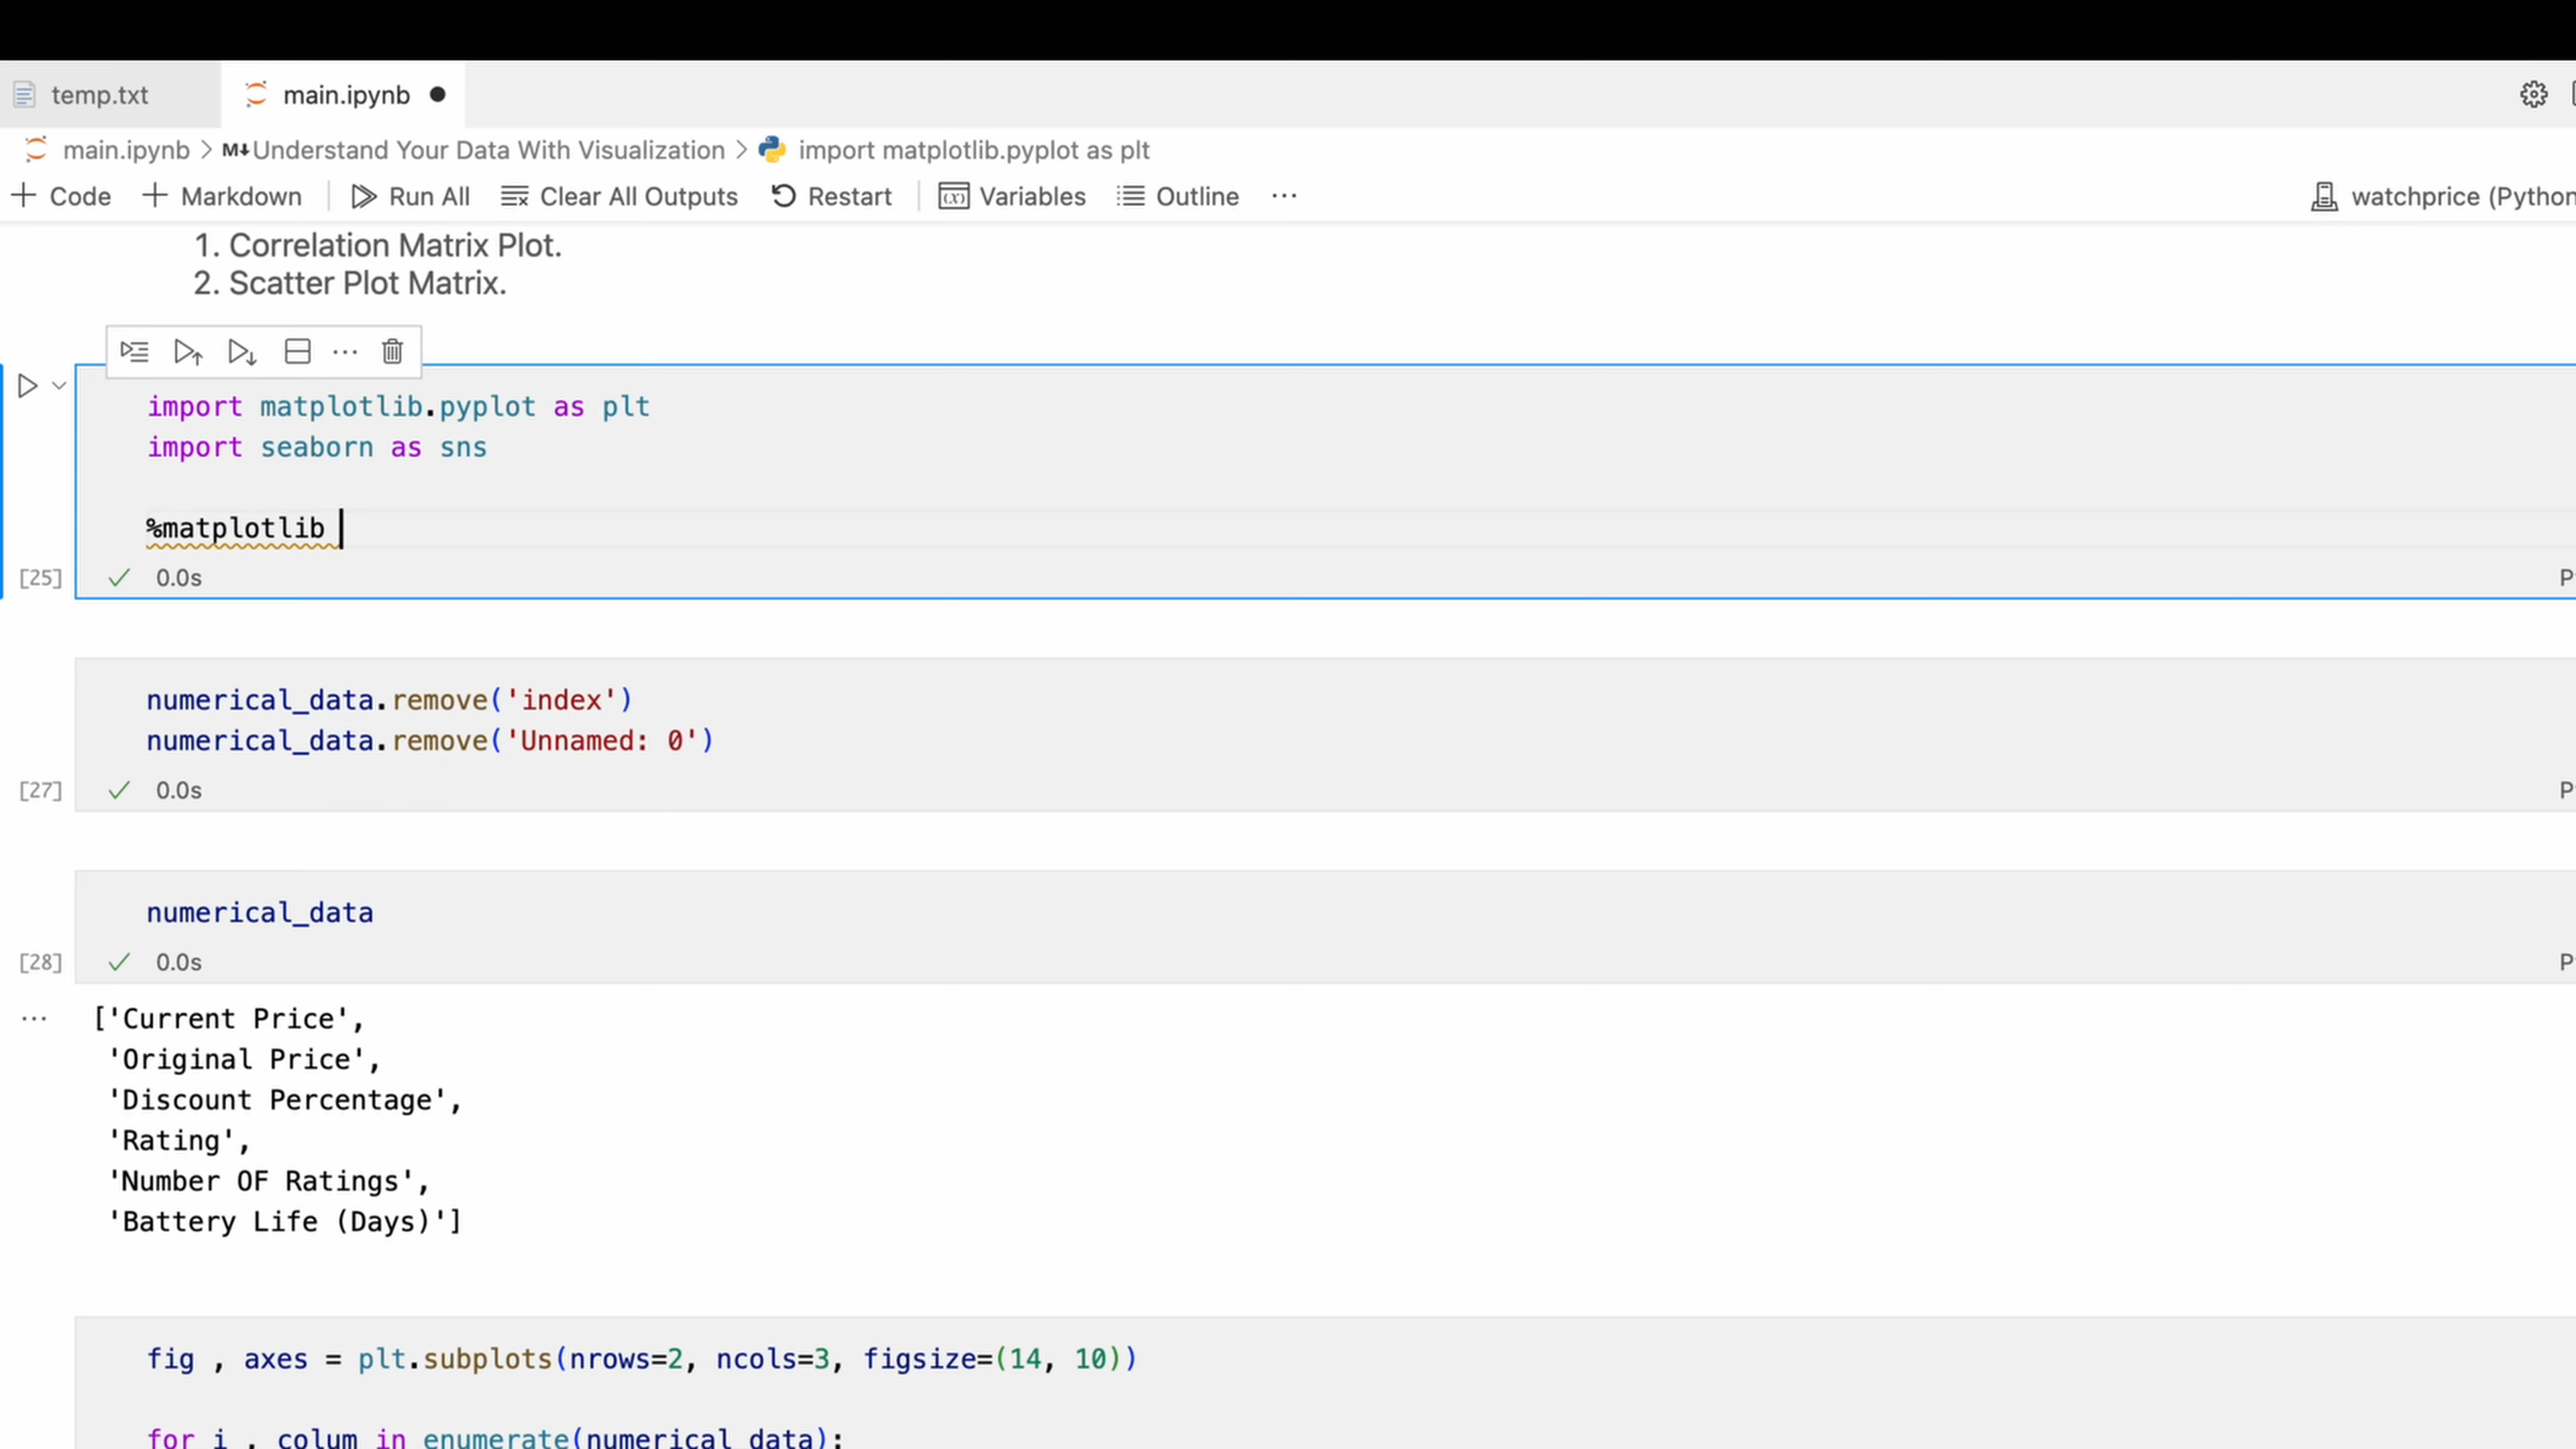 temp.txt
main.ipynb
main.ipynb > M↓Understand Your Data With Visualization > import matplotlib.pyplot as plt
+ Code + Markdown Run All Clear All Outputs Restart Variables Outline ··· watchprice (Python
1. Correlation Matrix Plot.
2. Scatter Plot Matrix.
import matplotlib.pyplot as plt
import seaborn as sns
%matplotlib
[25] ✓ 0.0s P
numerical_data.remove('index')
numerical_data.remove('Unnamed: 0')
[27] ✓ 0.0s P
numerical_data
[28] ✓ 0.0s P
['Current Price',
'Original Price',
'Discount Percentage',
'Rating',
'Number OF Ratings',
'Battery Life (Days)']
fig , axes = plt.subplots(nrows=2, ncols=3, figsize=(14, 10))
for i , colum in enumerate(numerical_data):